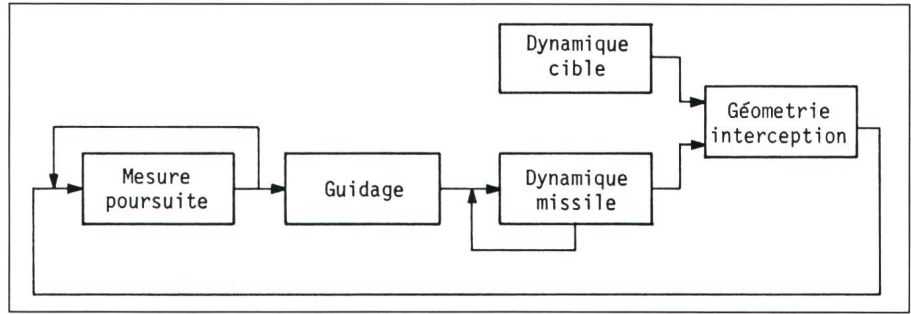 Dynamique
cible
Géometrie
interception
Mesure
poursuite
Guidage
Dynamique
missile